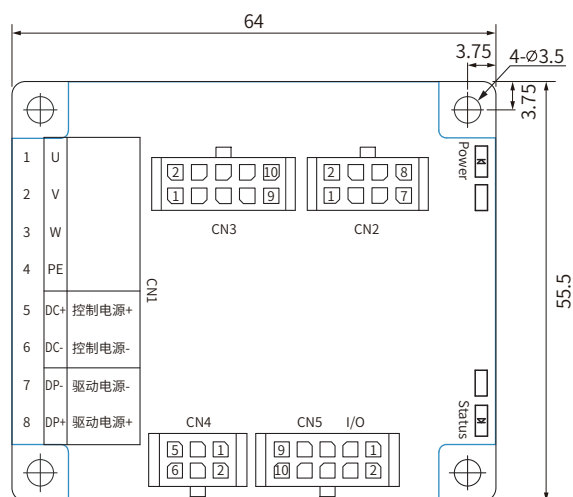 64
3.75
4-∅3.5
3.75
55.5
1 U
2 V
3 W
4 PE
5 DC+ 控制电源+
6 DC- 控制电源-
7 DP- 驱动电源-
8 DP+ 驱动电源+
CN1
2 10
1 9
CN3
2 8
1 7
CN2
Power
Status
CN4
5 1
6 2
CN5 I/O
9 1
10 2